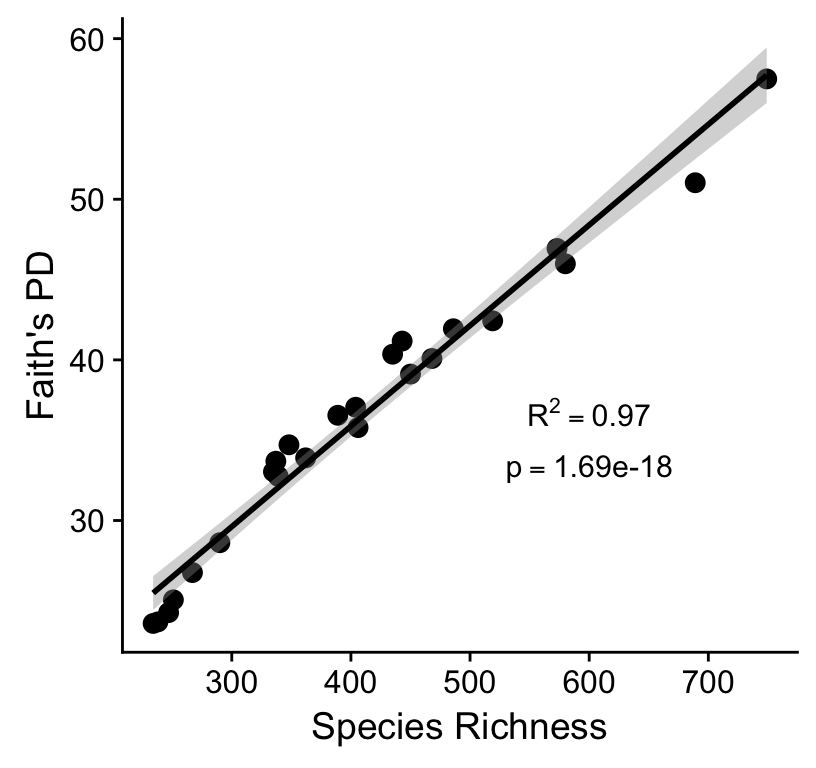 60
50
40
30
Faith's PD
R² = 0.97
p = 1.69e-18
300 400 500 600 700
Species Richness